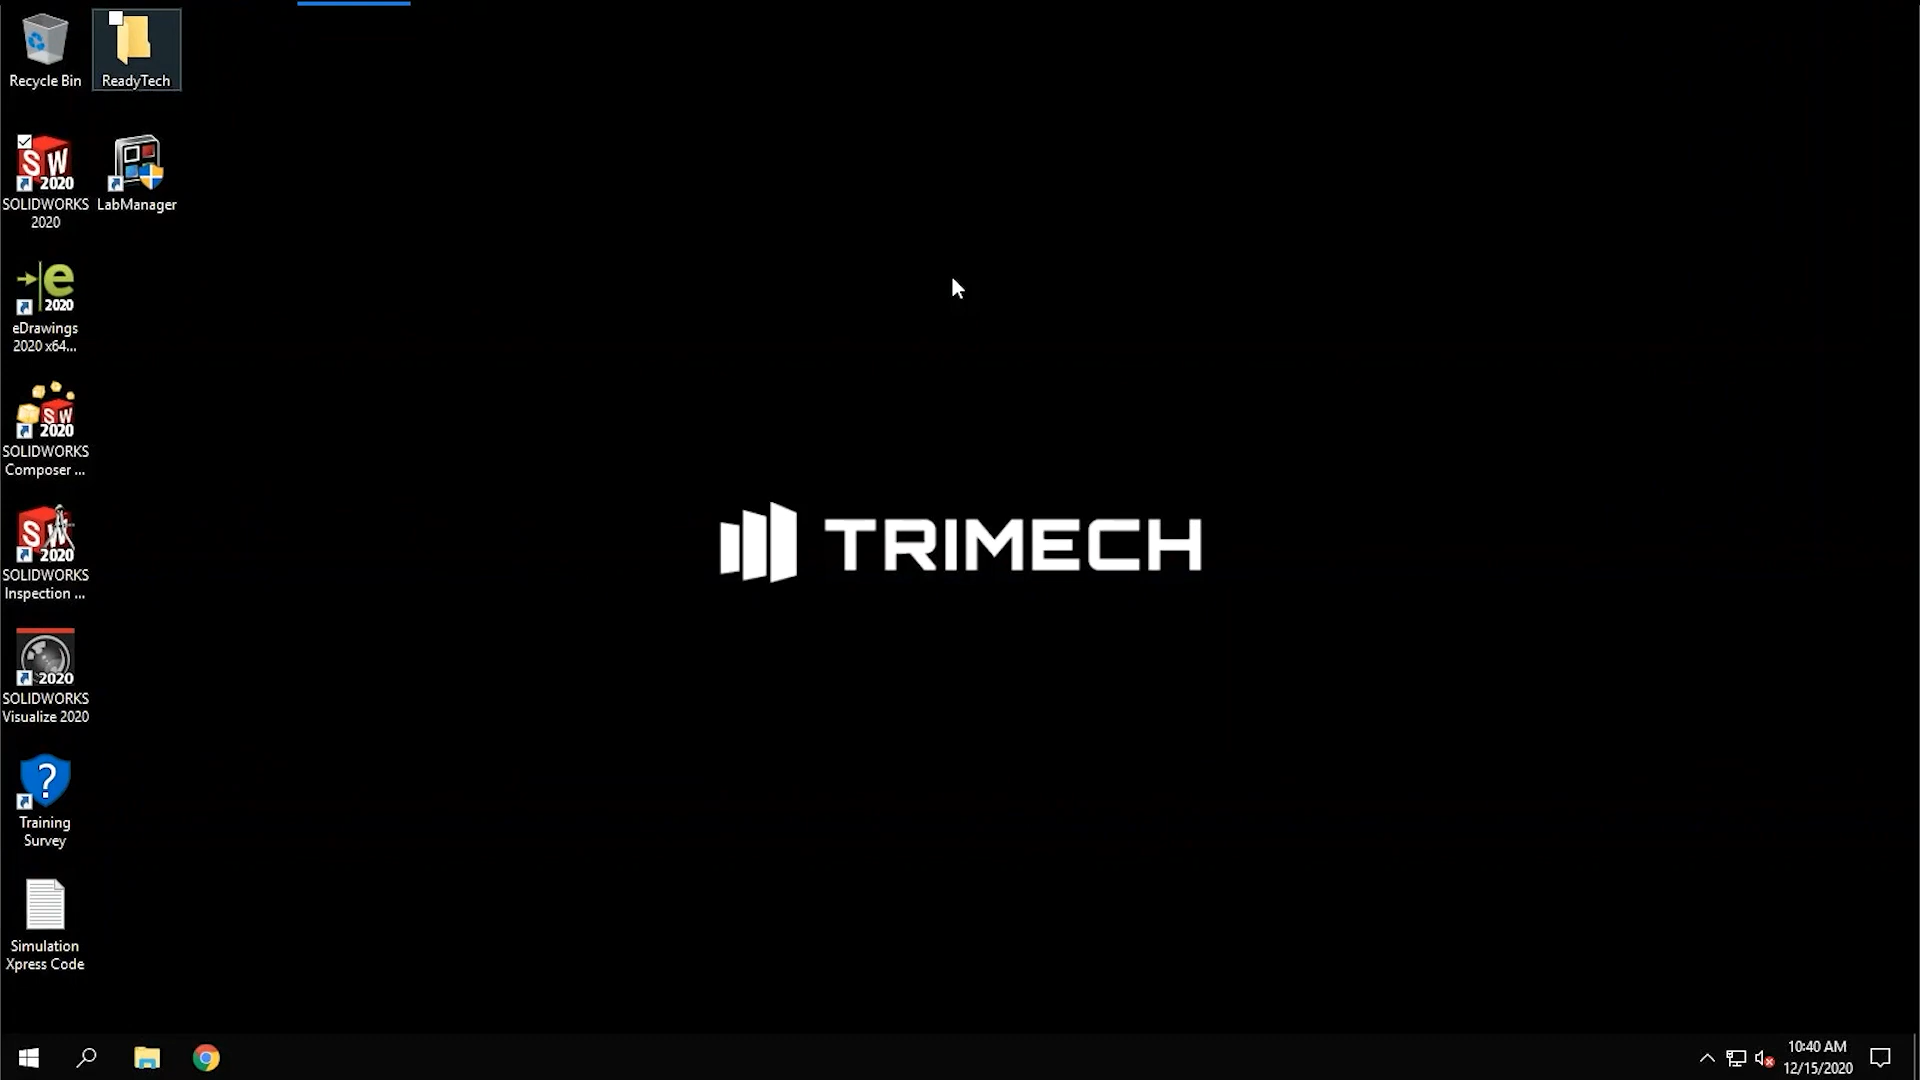 Recycle Bin
ReadyTech
SW
2020
SOLIDWORKS
2020
LabManager
e
2020
eDrawings
2020 x64...
SW
2020
SOLIDWORKS
Composer ...
SW
2020
SOLIDWORKS
Inspection ...
2020
SOLIDWORKS
Visualize 2020
?
Training
Survey
Simulation
Xpress Code
TRIMECH
10:40 AM
12/15/2020